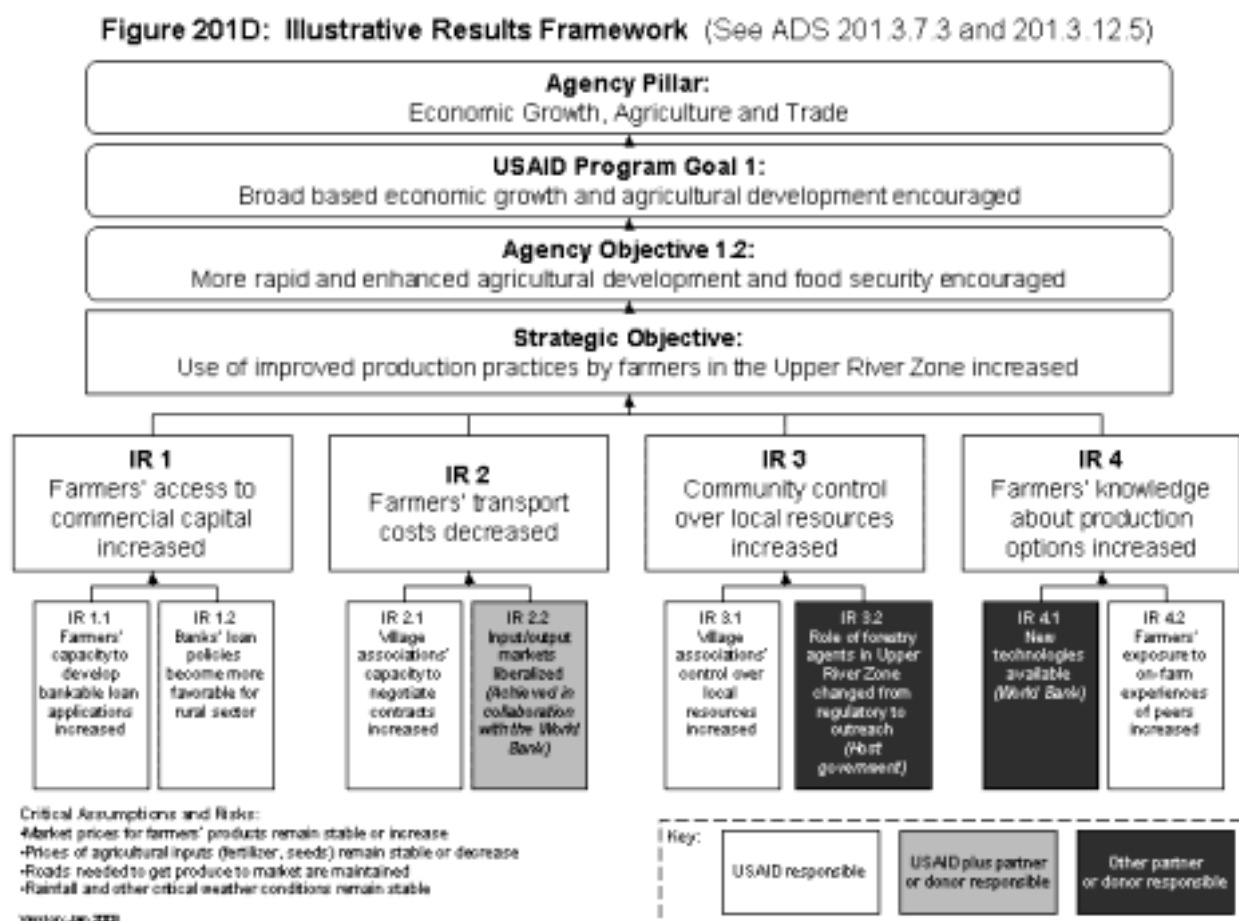 Figure 201D: Illustrative Results Framework (See ADS 201.3.7.3 and 201.3.12.5)
Agency Pillar:
Economic Growth, Agriculture and Trade
USAID Program Goal 1:
Broad based economic growth and agricultural development encouraged
Agency Objective 1.2:
More rapid and enhanced agricultural development and food security encouraged
Strategic Objective:
Use of improved production practices by farmers in the Upper River Zone increased
IR 1
Farmers' access to
commercial capital
increased
IR 2
Farmers' transport
costs decreased
IR 3
Community control
over local resources
increased
IR 4
Farmers' knowledge
about production
options increased
IR 1.1
Farmers'
capacity to
develop
bankable loan
applications
increased
IR 1.2
Banks' loan
policies
become more
favorable for
rural sector
IR 2.1
Village
associations'
capacity to
negotiate
contracts
increased
IR 2.2
Input/output
markets
liberalized
(Achieved in
collaboration
with the World
Bank)
IR 3.1
Village
associations'
control over
local
resources
increased
IR 3.2
Role of forestry
agents in Upper
River Zone
changed from
regulatory to
outreach
(Host
government)
IR 4.1
New
technologies
available
(World Bank)
IR 4.2
Farmers'
exposure to
on-farm
experiences
of peers
increased
Critical Assumptions and Risks:
•Market prices for farmers' products remain stable or increase
•Prices of agricultural inputs (fertilizer, seeds) remain stable or decrease
•Roads needed to get produce to market are maintained
•Rainfall and other critical weather conditions remain stable
Key:
USAID responsible
USAID plus partner
or donor responsible
Other partner
or donor responsible